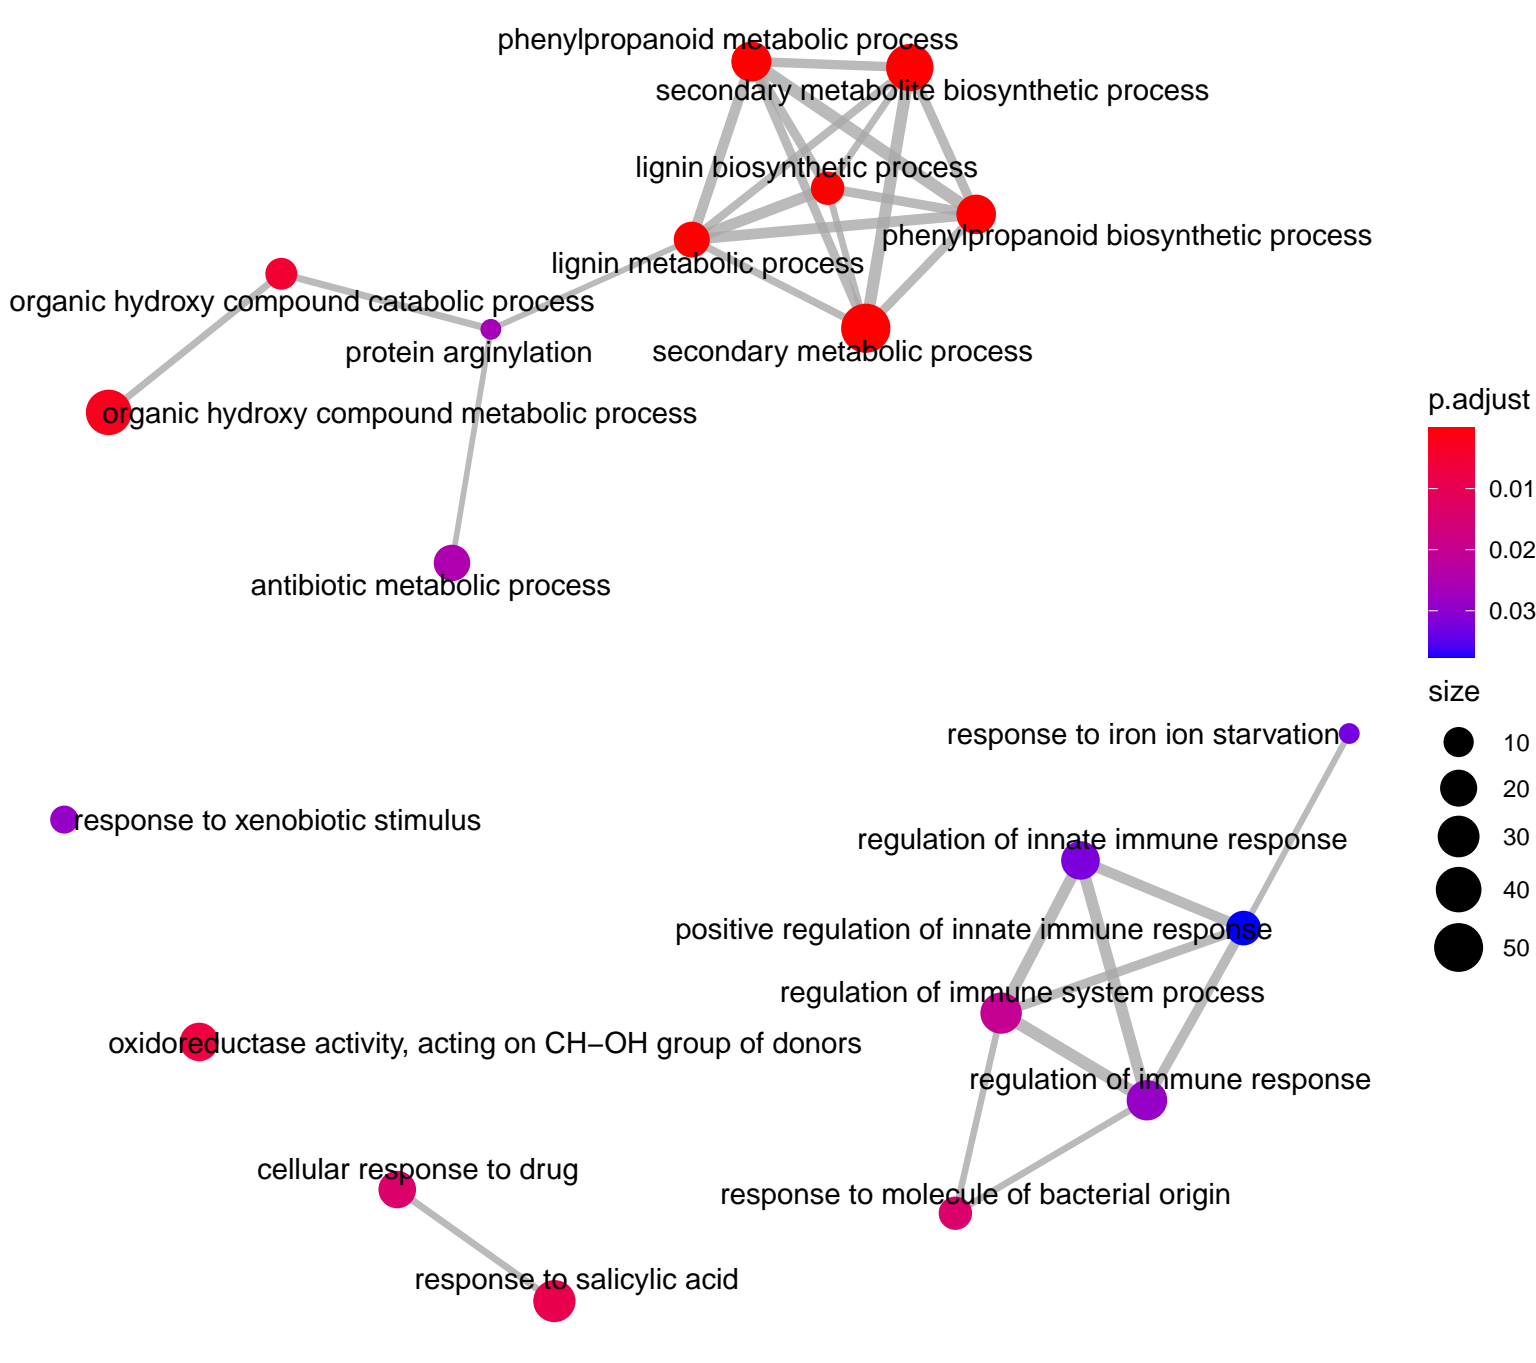 phenylpropanoid metabolic process
secondary metabolite biosynthetic process
lignin biosynthetic process
phenylpropanoid biosynthetic process
lignin metabolic process
organic hydroxy compound catabolic process
protein arginylation
secondary metabolic process
organic hydroxy compound metabolic process
antibiotic metabolic process
response to iron ion starvation
response to xenobiotic stimulus
regulation of innate immune response
positive regulation of innate immune response
regulation of immune system process
oxidoreductase activity, acting on CH−OH group of donors
regulation of immune response
cellular response to drug
response to molecule of bacterial origin
response to salicylic acid
p.adjust
0.01
0.02
0.03
size
10
20
30
40
50